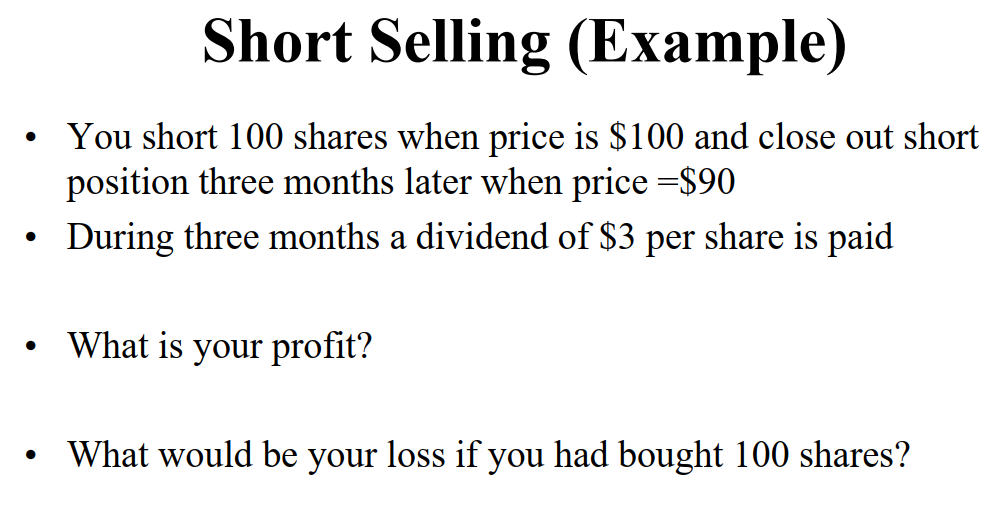 Short Selling (Example)
• You short 100 shares when price is $100 and close out short
position three months later when price =$90
• During three months a dividend of $3 per share is paid
• What is your profit?
• What would be your loss if you had bought 100 shares?